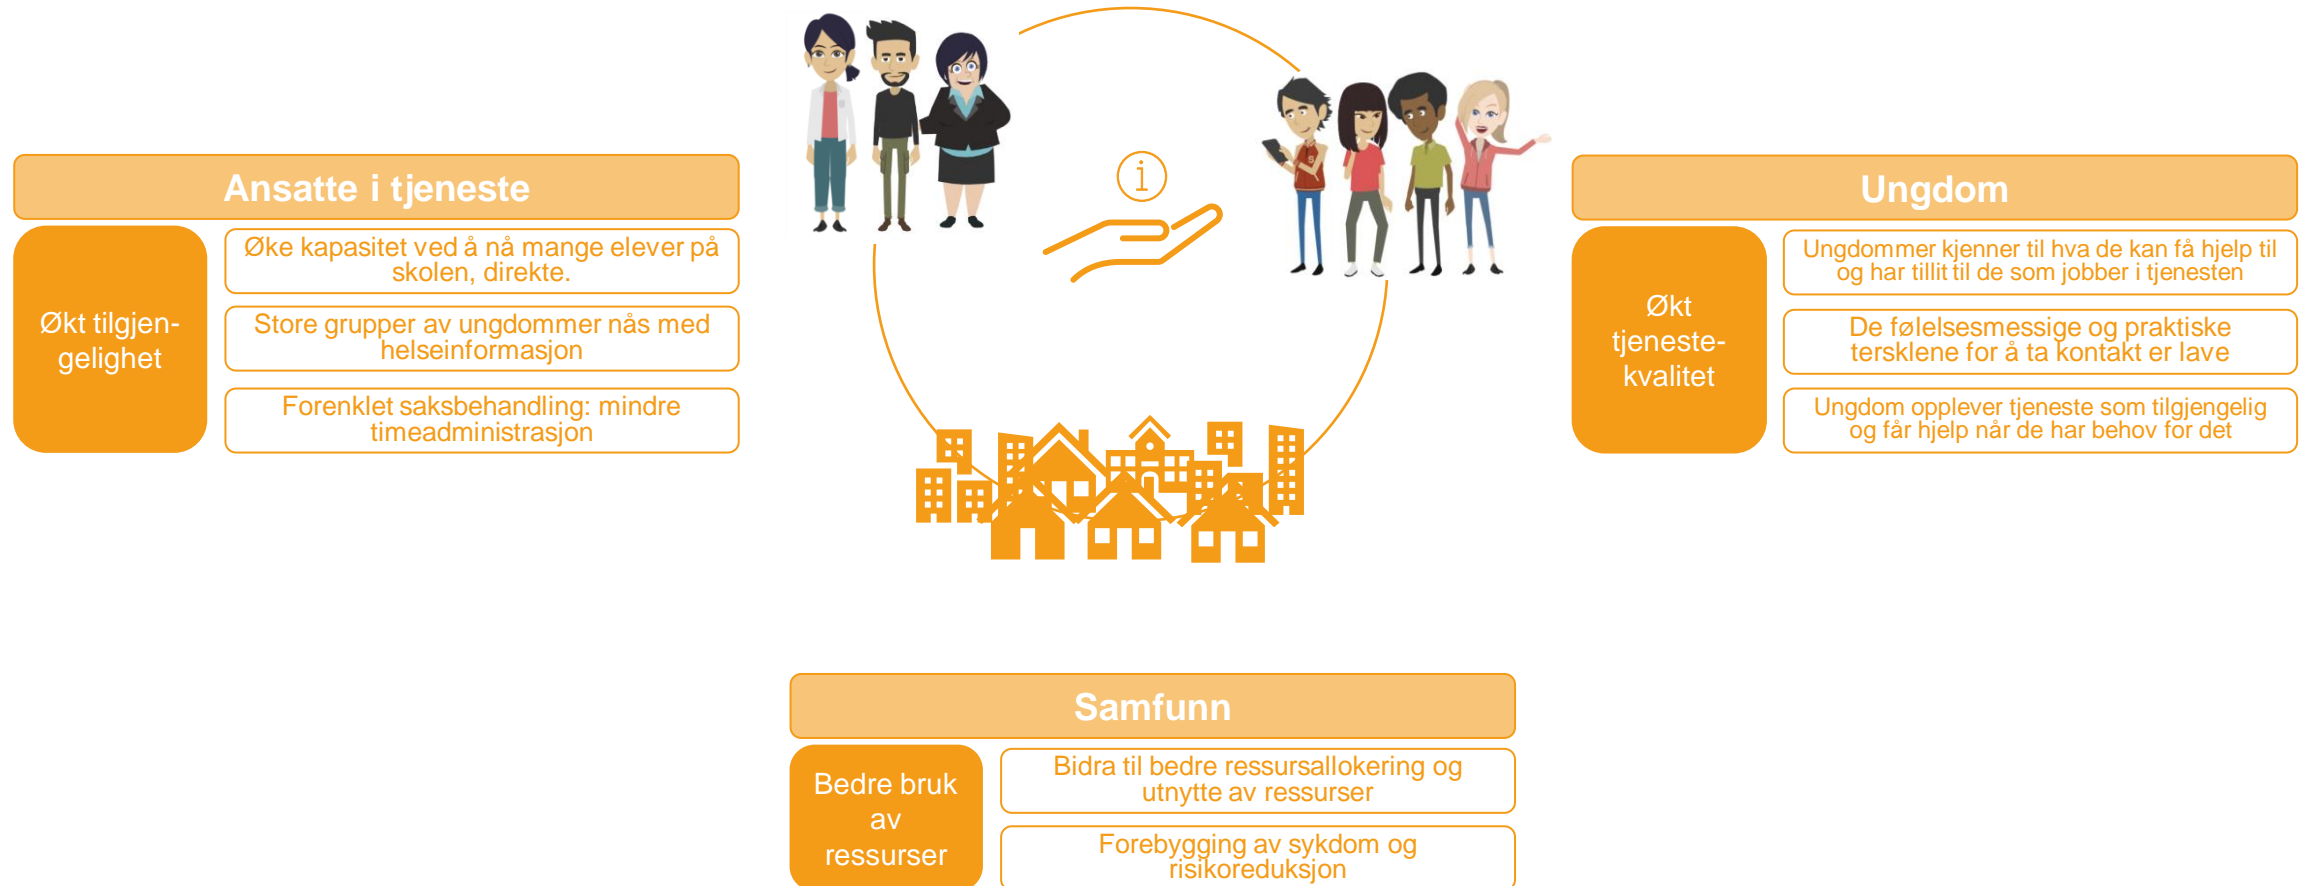 Ansatte i tjeneste
Økt tilgjen-
gelighet
Øke kapasitet ved å nå mange elever på
skolen, direkte.
Store grupper av ungdommer nås med
helseinformasjon
Forenklet saksbehandling: mindre
timeadministrasjon
i
Ungdom
Økt
tjeneste-
kvalitet
Ungdommer kjenner til hva de kan få hjelp til
og har tillit til de som jobber i tjenesten
De følelsesmessige og praktiske
tersklene for å ta kontakt er lave
Ungdom opplever tjeneste som tilgjengelig
og får hjelp når de har behov for det
Samfunn
Bedre bruk
av
ressurser
Bidra til bedre ressursallokering og
utnytte av ressurser
Forebygging av sykdom og
risikoreduksjon